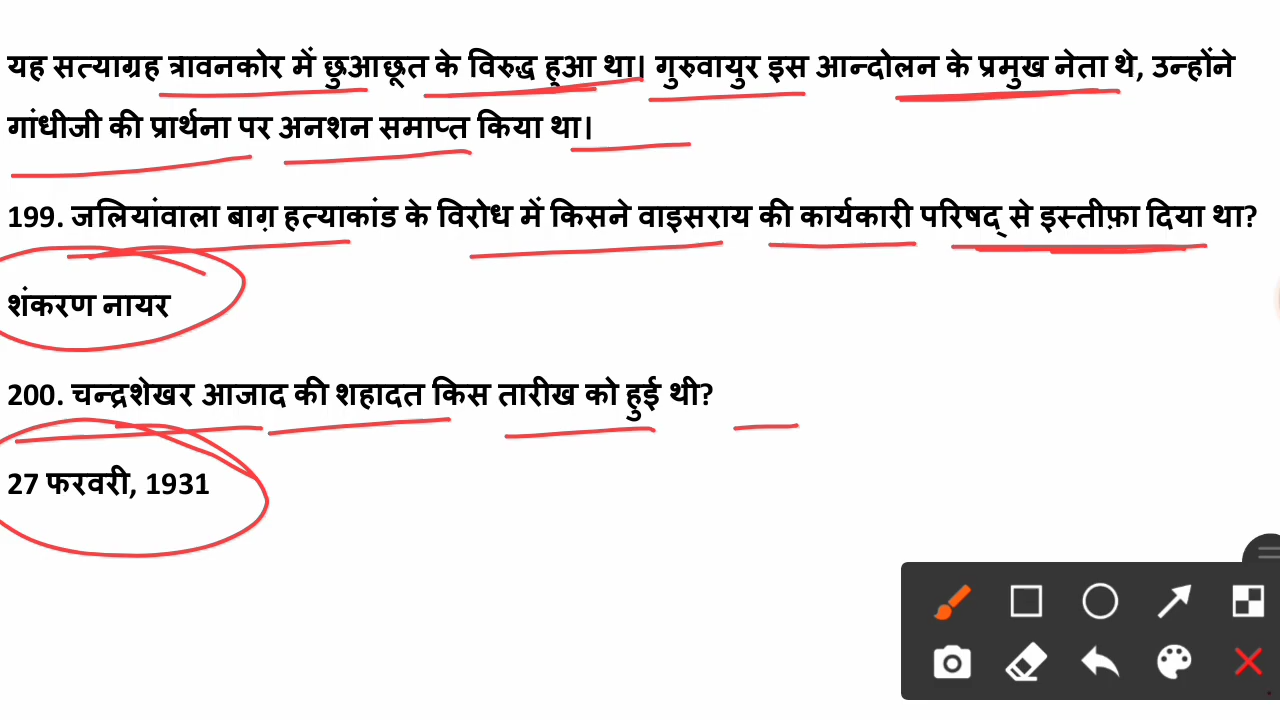 यह सत्याग्रह त्रावनकोर में छुआछूत के विरुद्ध हुआ था। गुरुवायुर इस आन्दोलन के प्रमुख नेता थे, उन्होंने
गांधीजी की प्रार्थना पर अनशन समाप्त किया था।
199. जलियांवाला बाग़ हत्याकांड के विरोध में किसने वाइसराय की कार्यकारी परिषद् से इस्तीफ़ा दिया था?
शंकरण नायर
200. चन्द्रशेखर आजाद की शहादत किस तारीख को हुई थी?
27 फरवरी, 1931